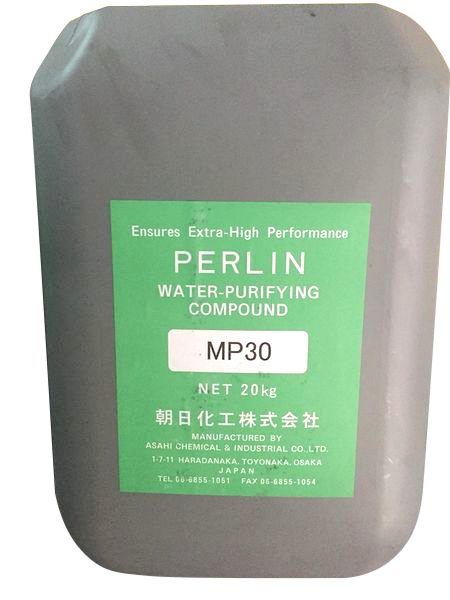 Ensures Extra-High Performance
PERLIN
WATER-PURIFYING
COMPOUND
MP30
NET 20kg
朝日化工株式会社
MANUFACTURED BY
ASAHI CHEMICAL & INDUSTRIAL CO.,LTD.
1-7-11 HARADANAKA, TOYONAKA, OSAKA
JAPAN
TEL 06-6855-1051 FAX 06-6855-1054